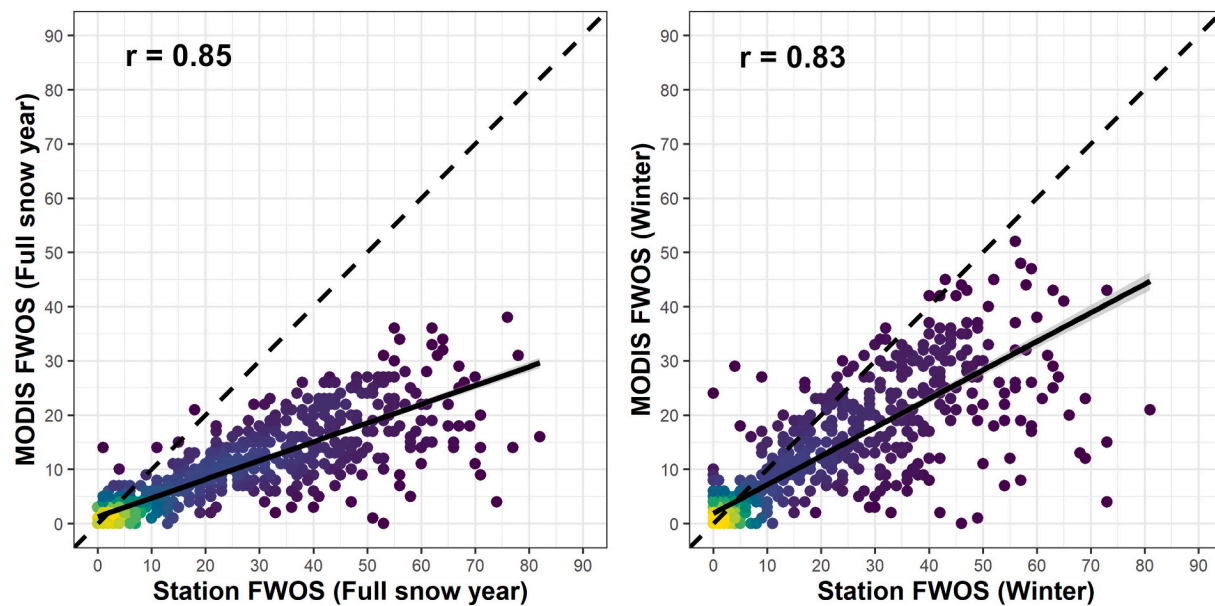 r = 0.85
MODIS FWOS (Full snow year)
90
80
70
60
50
40
30
20
10
0
0 10 20 30 40 50 60 70 80 90
Station FWOS (Full snow year)
r = 0.83
MODIS FWOS (Winter)
90
80
70
60
50
40
30
20
10
0
0 10 20 30 40 50 60 70 80 90
Station FWOS (Winter)